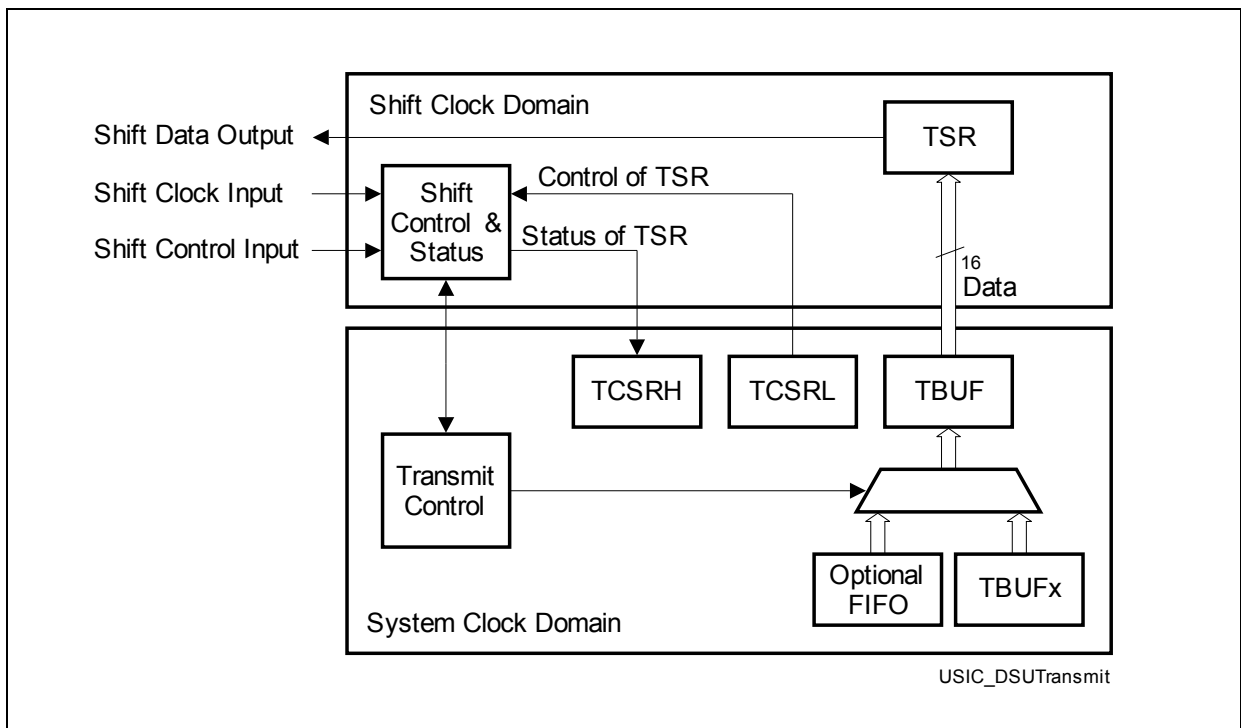 Shift Clock Domain
Shift Data Output
TSR
Shift Clock Input
Control of TSR
Shift
Control &
Status
Status of TSR
Shift Control Input
16
Data
TCSRH
TCSRL
TBUF
Transmit
Control
Optional
FIFO
TBUFx
System Clock Domain
USIC_DSUTransmit